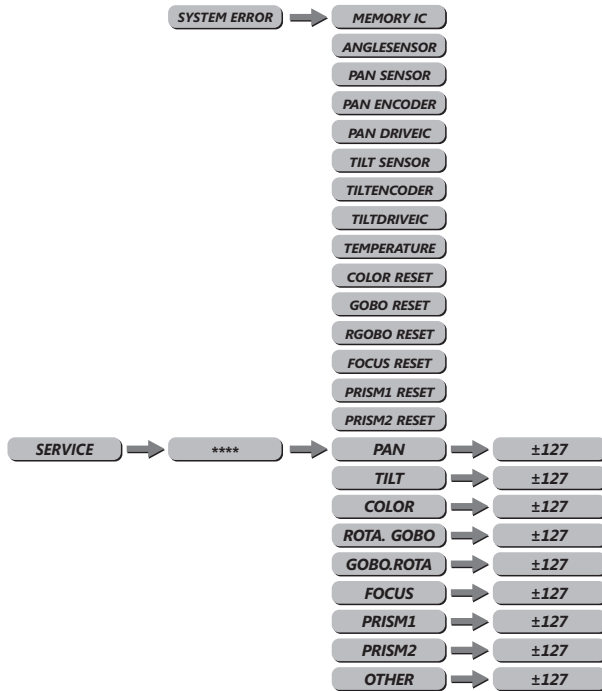 SYSTEM ERROR MEMORY IC
ANGLESENSOR
PAN SENSOR
PAN ENCODER
PAN DRIVEIC
TILT SENSOR
TILTENCODER
TILTDRIVEIC
TEMPERATURE
COLOR RESET
GOBO RESET
RGOBO RESET
FOCUS RESET
PRISM1 RESET
PRISM2 RESET
SERVICE **** PAN ±127
TILT ±127
COLOR ±127
ROTA. GOBO ±127
GOBO.ROTA ±127
FOCUS ±127
PRISM1 ±127
PRISM2 ±127
OTHER ±127